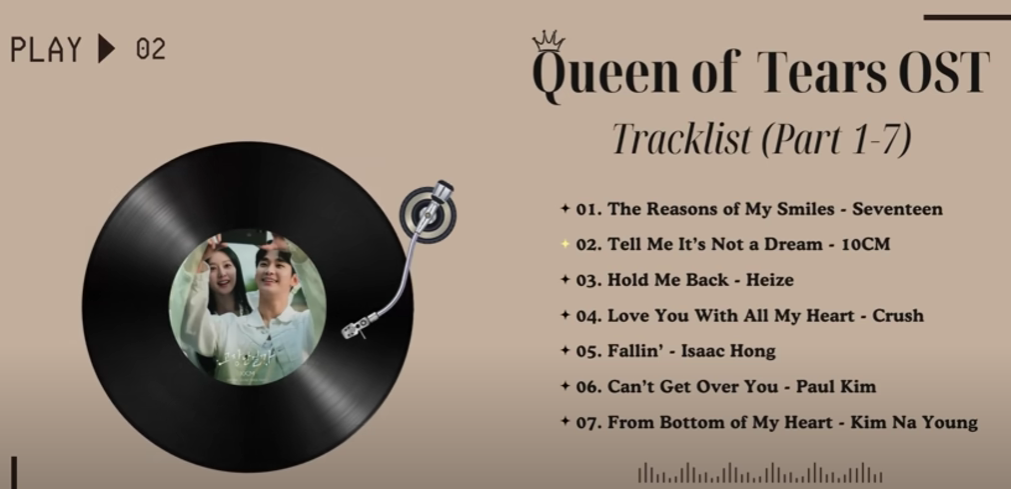 PLAY 02
Queen of Tears OST
Tracklist (Part 1-7)
01. The Reasons of My Smiles - Seventeen
02. Tell Me It's Not a Dream - 10CM
03. Hold Me Back - Heize
04. Love You With All My Heart - Crush
05. Fallin' - Isaac Hong
06. Can't Get Over You - Paul Kim
07. From Bottom of My Heart - Kim Na Young